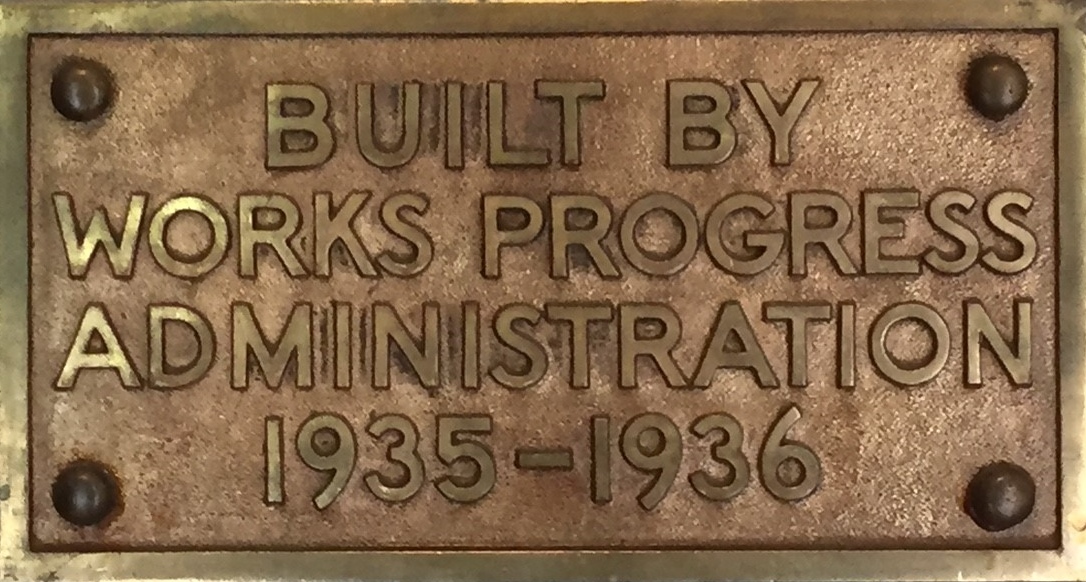 BUILT BY
WORKS PROGRESS
ADMINISTRATION
1935-1936